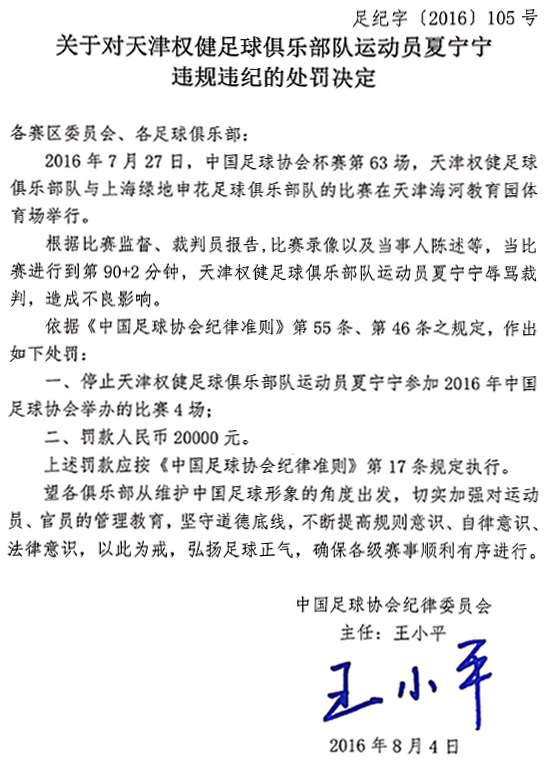 足纪字〔2016〕105 号
关于对天津权健足球俱乐部队运动员夏宁宁
违规违纪的处罚决定
各赛区委员会、各足球俱乐部：
2016 年 7 月 27 日，中国足球协会杯赛第 63 场，天津权健足球
俱乐部队与上海绿地申花足球俱乐部队的比赛在天津海河教育园体
育场举行。
根据比赛监督、裁判员报告,比赛录像以及当事人陈述等，当比
赛进行到第 90+2 分钟，天津权健足球俱乐部队运动员夏宁宁辱骂裁
判，造成不良影响。
依据《中国足球协会纪律准则》第 55 条、第 46 条之规定，作出
如下处罚：
一、停止天津权健足球俱乐部队运动员夏宁宁参加 2016 年中国
足球协会举办的比赛 4 场；
二、罚款人民币 20000 元。
上述罚款应按《中国足球协会纪律准则》第 17 条规定执行。
望各俱乐部从维护中国足球形象的角度出发，切实加强对运动
员、官员的管理教育，坚守道德底线，不断提高规则意识、自律意识、
法律意识，以此为戒，弘扬足球正气，确保各级赛事顺利有序进行。
中国足球协会纪律委员会
主任：王小平
王小平
2016 年 8 月 4 日